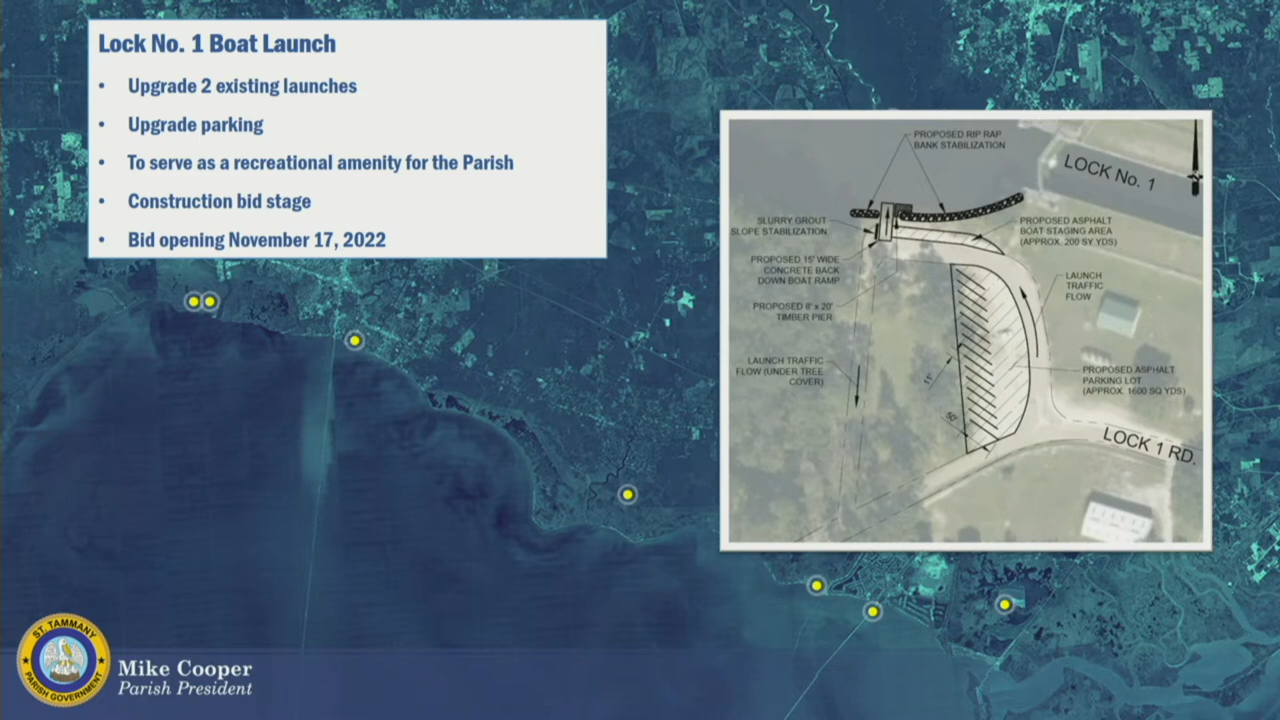 Lock No. 1 Boat Launch
• Upgrade 2 existing launches
• Upgrade parking
• To serve as a recreational amenity for the Parish
• Construction bid stage
• Bid opening November 17, 2022
PROPOSED RIP RAP
BANK STABILIZATION
LOCK No. 1
SLURRY GROUT
SLOPE STABILIZATION
PROPOSED ASPHALT
BOAT STAGING AREA
(APPROX. 200 SY YDS)
PROPOSED 15' WIDE
CONCRETE BACK
DOWN BOAT RAMP
LAUNCH
TRAFFIC
FLOW
PROPOSED 8' x 20'
TIMBER PIER
LAUNCH TRAFFIC
FLOW (UNDER TREE
COVER)
11'
PROPOSED ASPHALT
PARKING LOT
(APPROX. 1600 SQ YDS)
50'
LOCK 1 RD.
ST. TAMMANY
PARISH GOVERNMENT
Mike Cooper
Parish President